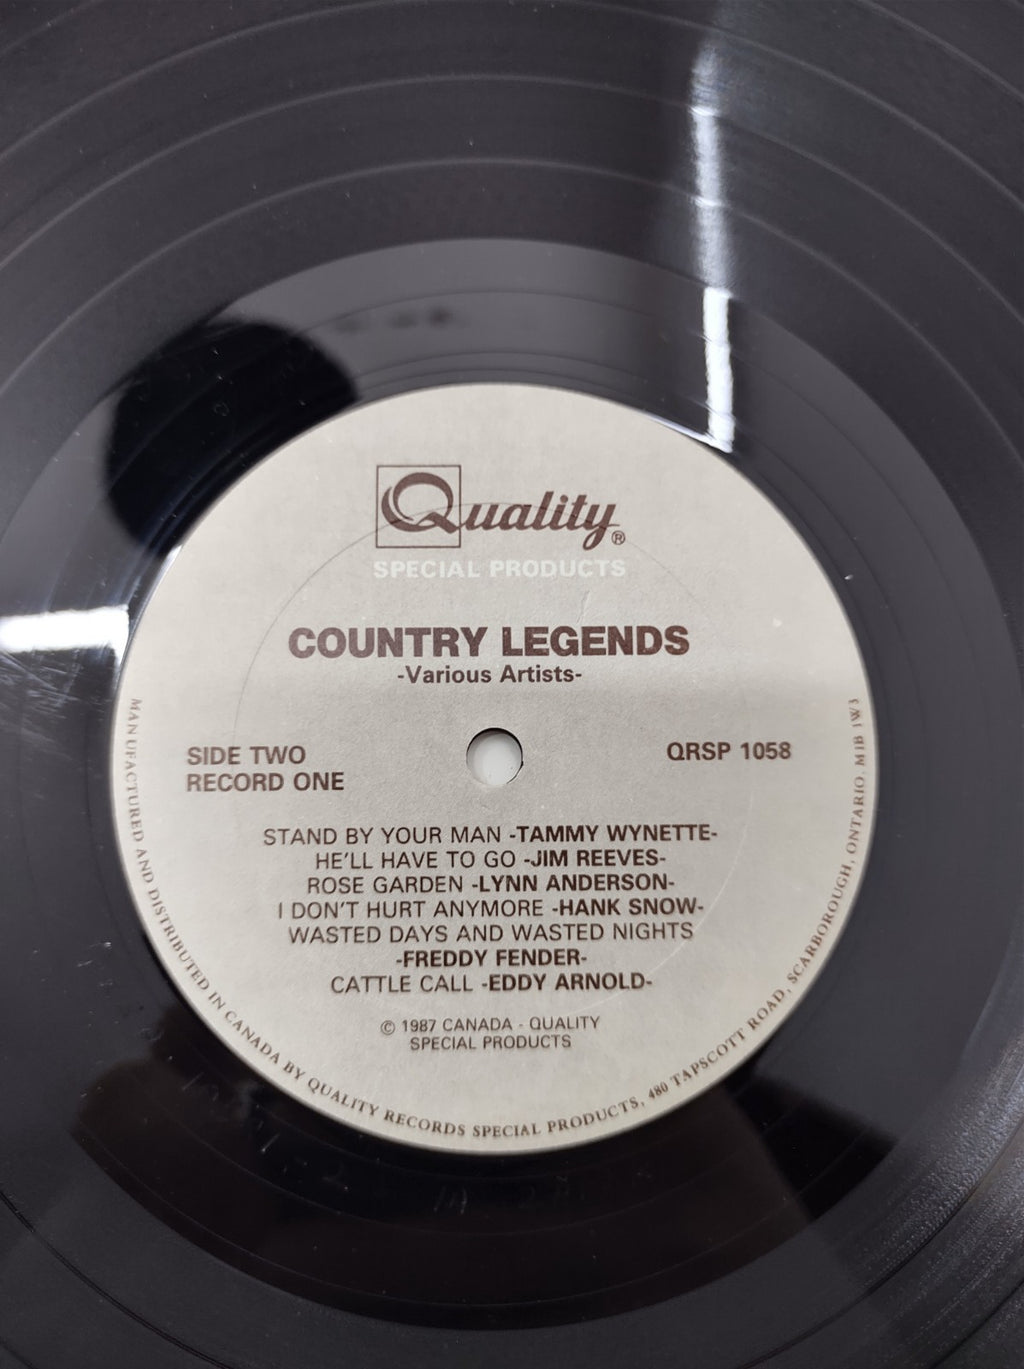 Quality®
SPECIAL PRODUCTS
COUNTRY LEGENDS
-Various Artists-
SIDE TWO
RECORD ONE
QRSP 1058
STAND BY YOUR MAN -TAMMY WYNETTE-
HE'LL HAVE TO GO -JIM REEVES-
ROSE GARDEN -LYNN ANDERSON-
I DON'T HURT ANYMORE -HANK SNOW-
WASTED DAYS AND WASTED NIGHTS
-FREDDY FENDER-
CATTLE CALL -EDDY ARNOLD-
© 1987 CANADA - QUALITY
SPECIAL PRODUCTS
MANUFACTURED AND DISTRIBUTED IN CANADA BY QUALITY RECORDS SPECIAL PRODUCTS, 480 TAPSCOTT ROAD, SCARBOROUGH, ONTARIO. M1B 1W3